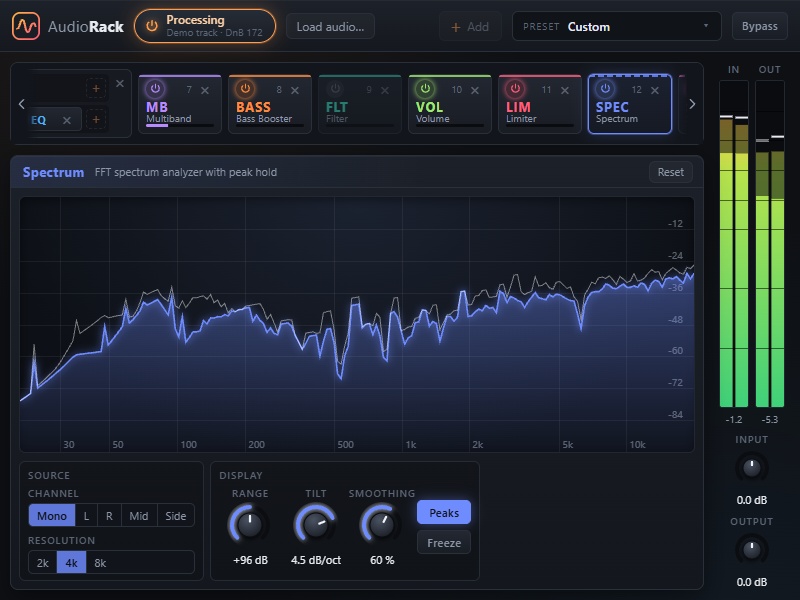 AudioRack
Processing
Demo track · DnB 172
Load audio...
+ Add
PRESET Custom
Bypass
EQ
7
MB
Multiband
8
BASS
Bass Booster
9
FLT
Filter
10
VOL
Volume
11
LIM
Limiter
12
SPEC
Spectrum
IN OUT
Spectrum FFT spectrum analyzer with peak hold Reset
-12
-24
-36
-48
-60
-72
-84
30 50 100 200 500 1k 2k 5k 10k
-1.2 -5.3
INPUT
0.0 dB
OUTPUT
0.0 dB
SOURCE
CHANNEL
Mono L R Mid Side
RESOLUTION
2k 4k 8k
DISPLAY
RANGE TILT SMOOTHING
+96 dB 4.5 dB/oct 60 %
Peaks
Freeze